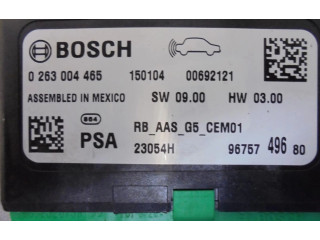 BOSCH
0 263 004 465 150104 00692121
ASSEMBLED IN MEXICO SW 09.00 HW 03.00
RB_AAS_G5_CEM01
PSA 23054H 96757 496 80